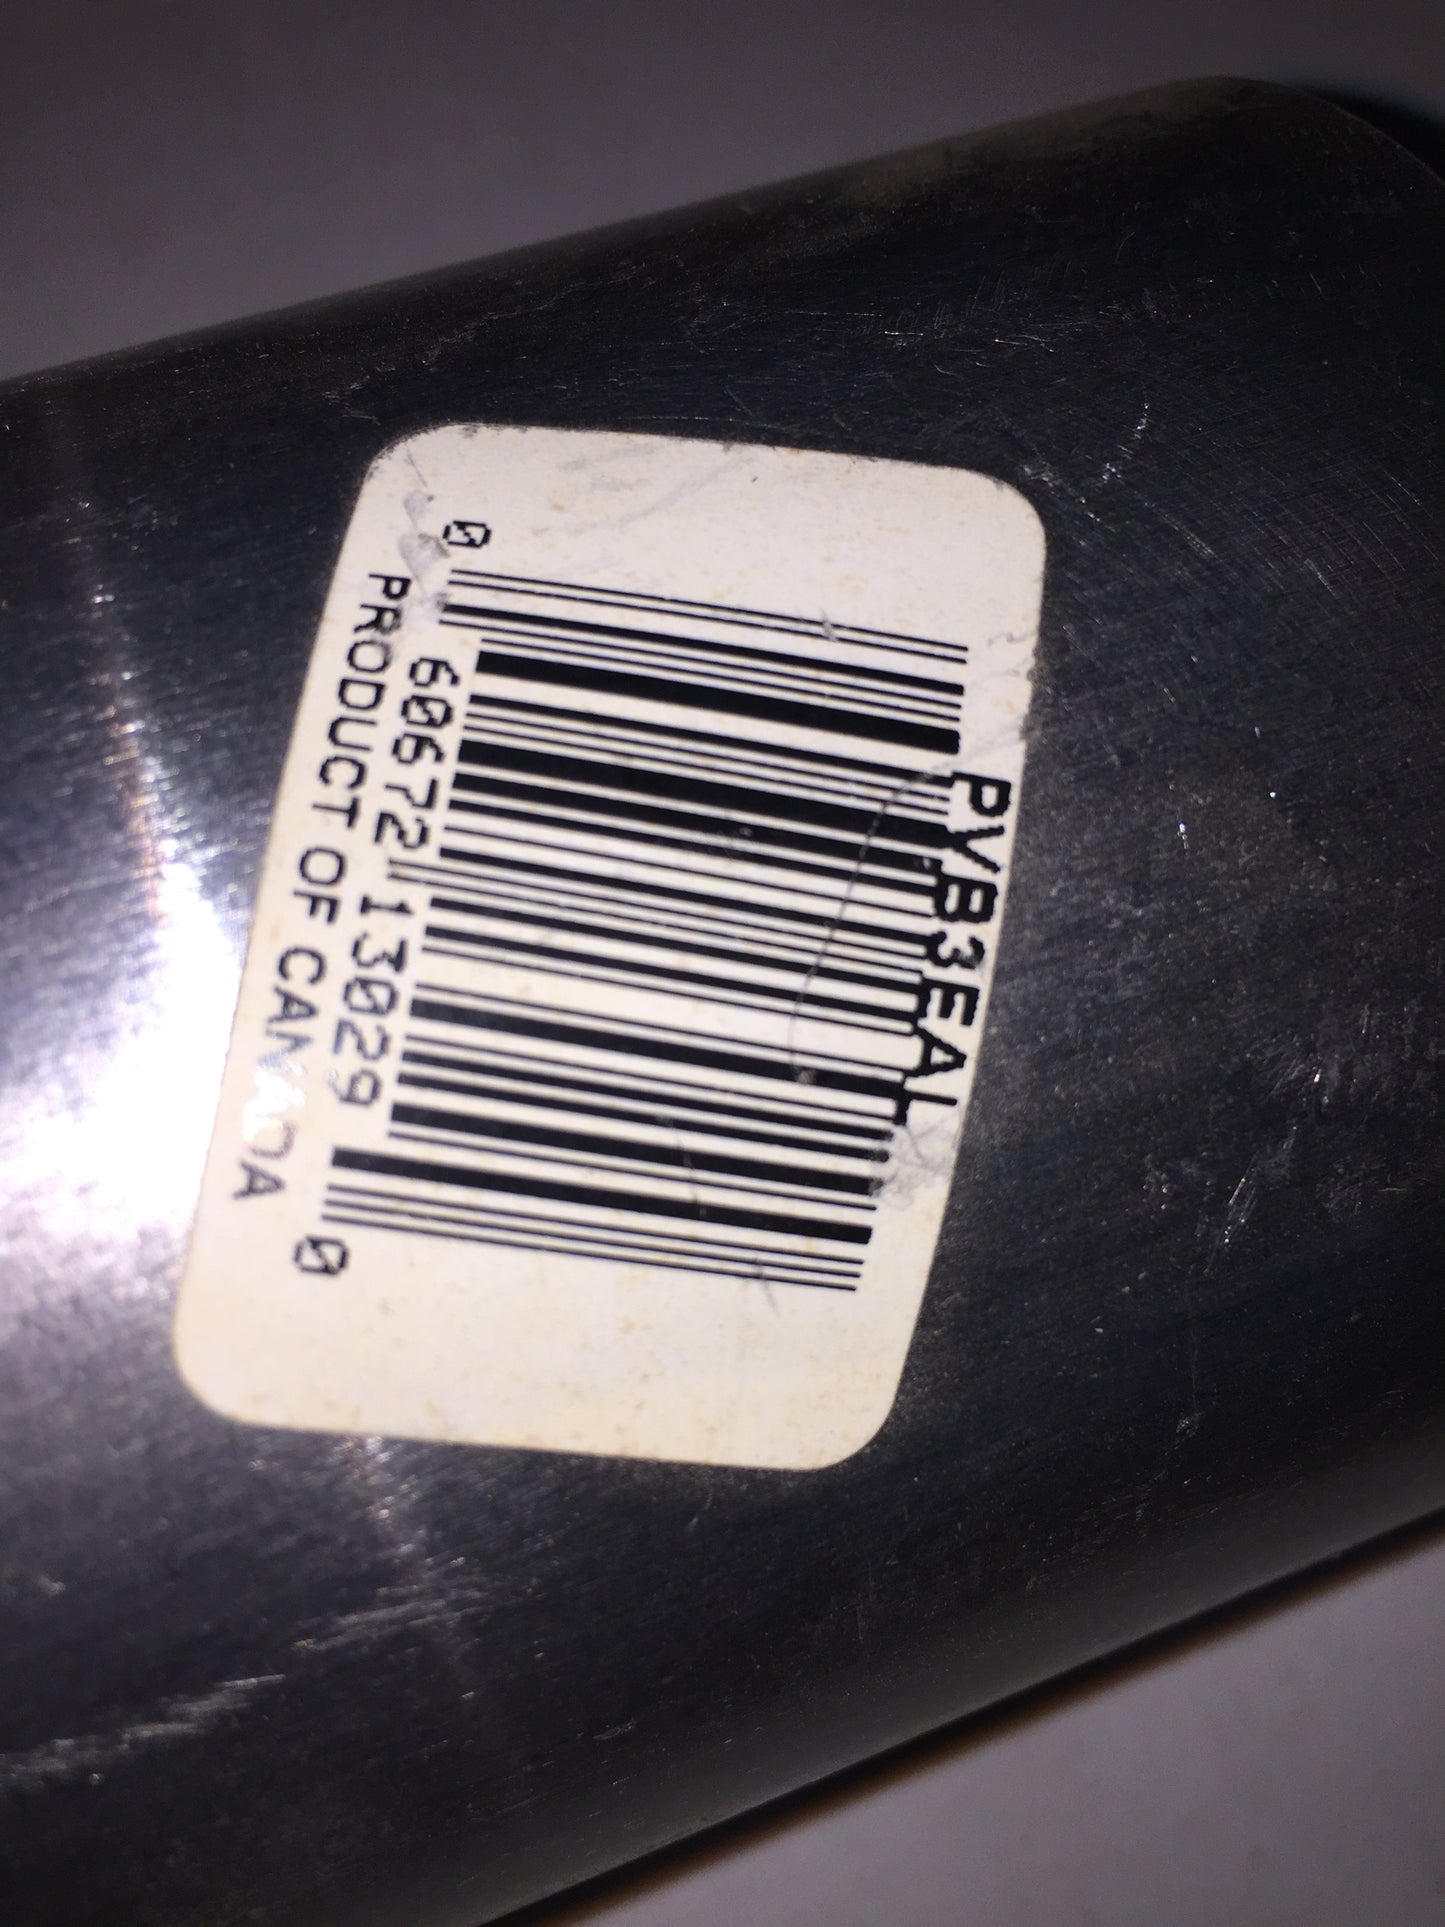 PVB3EAL
0 60672 13029 0
PRODUCT OF CANADA